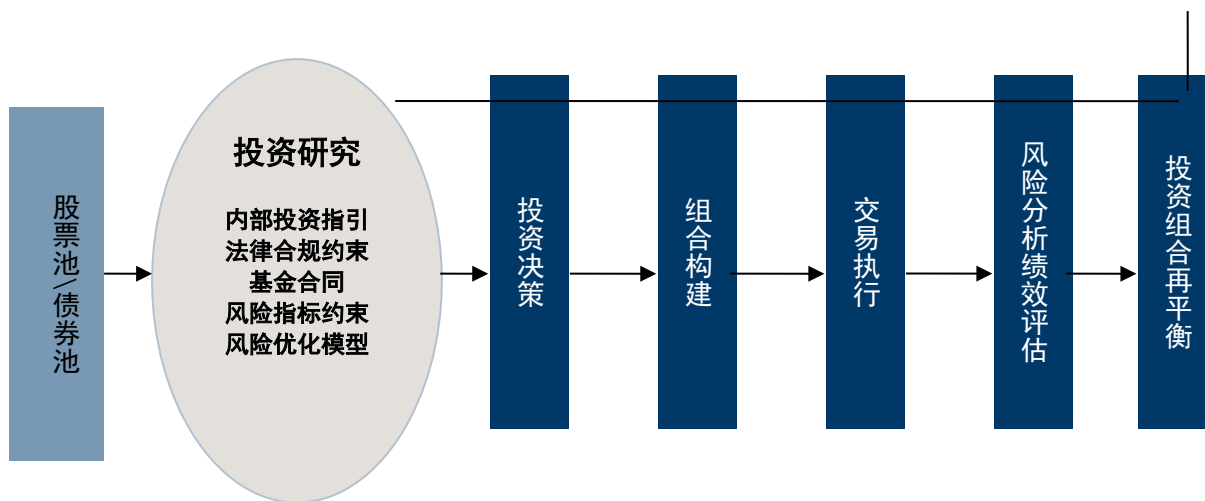 股票池\债券池
投资研究
内部投资指引
法律合规约束
基金合同
风险指标约束
风险优化模型
投资决策
组合构建
交易执行
风险分析绩效评估
投资组合再平衡